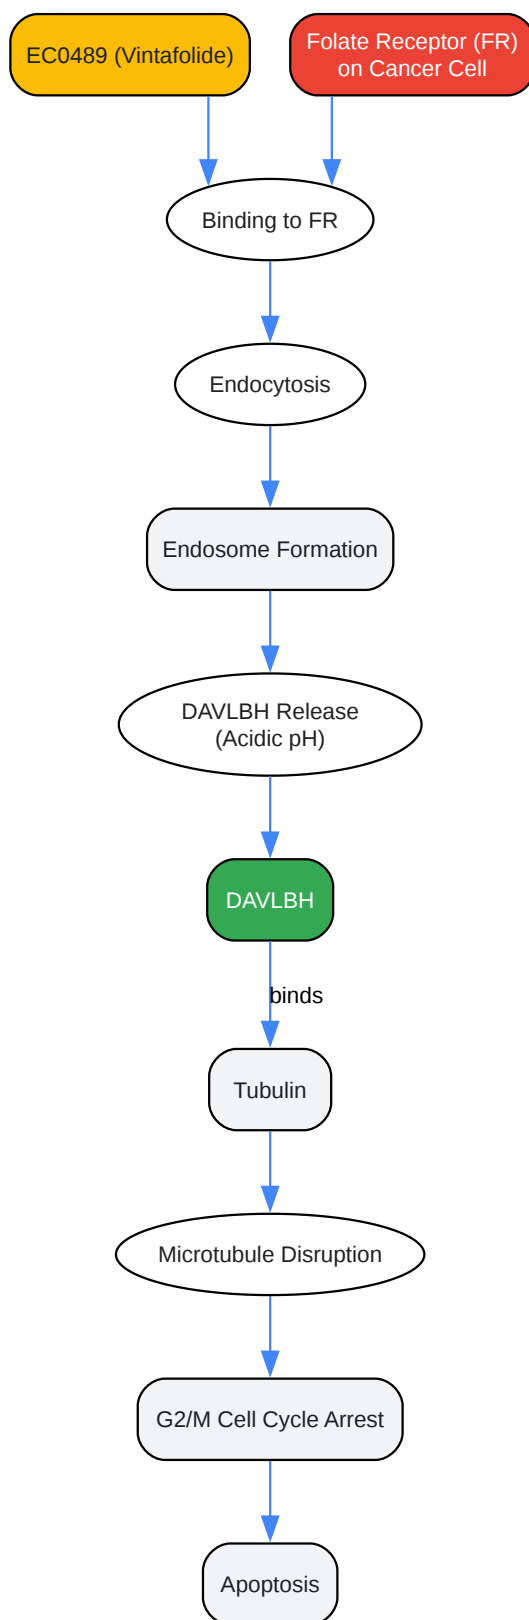 EC0489 (Vintafolide)
Folate Receptor (FR)
on Cancer Cell
Binding to FR
Endocytosis
Endosome Formation
DAVLBH Release
(Acidic pH)
DAVLBH
binds
Tubulin
Microtubule Disruption
G2/M Cell Cycle Arrest
Apoptosis